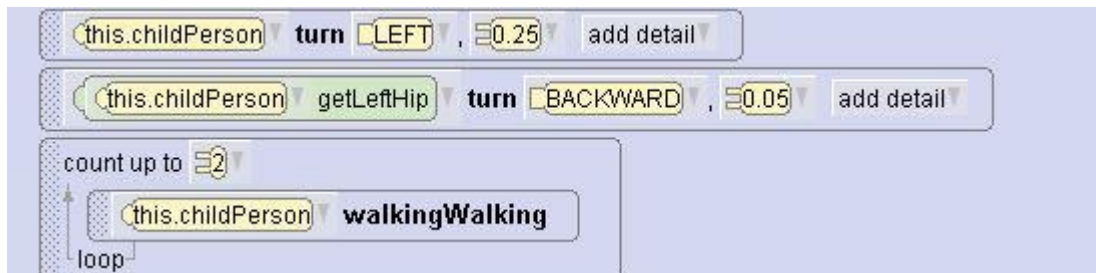 this.childPerson turn LEFT , 0.25 add detail
this.childPerson getLeftHip turn BACKWARD , 0.05 add detail
count up to 2
this.childPerson walkingWalking
loop